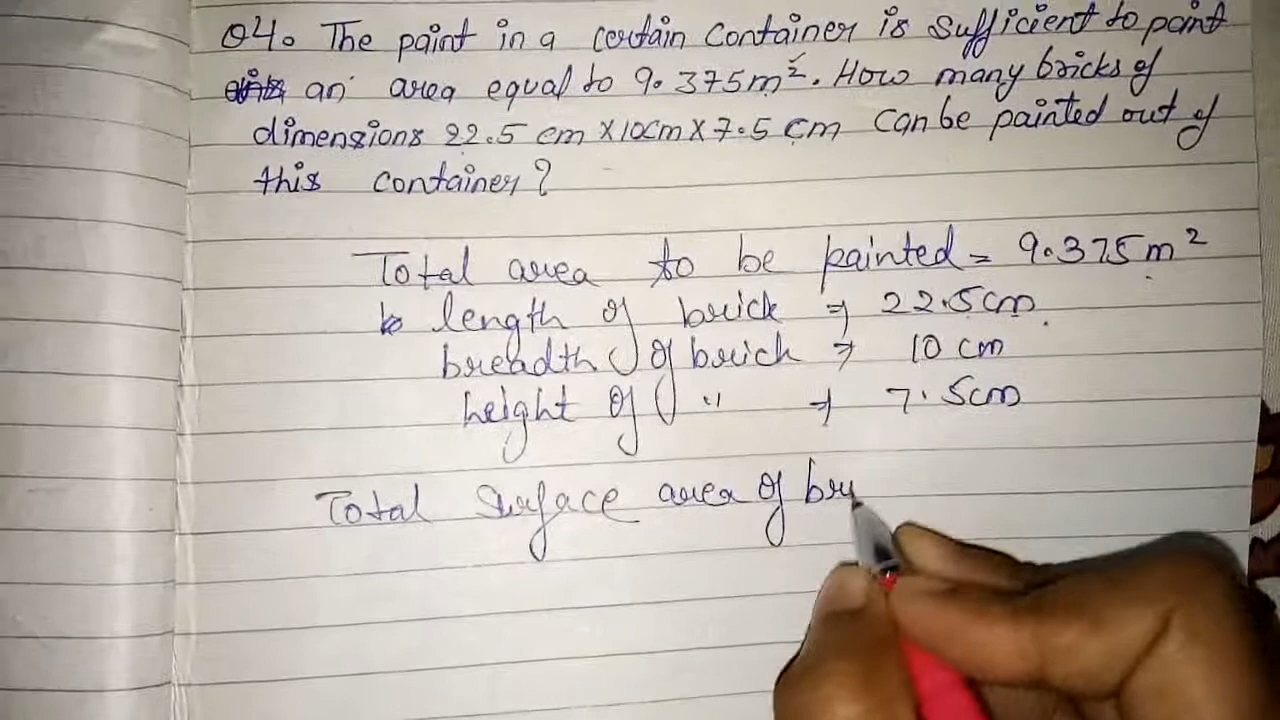 Q4. The paint in a certain container is sufficient to paint
an area equal to 9.375m². How many bricks of
dimensions 22.5 cm ×10cm×7.5 cm can be painted out of
this container?
Total area to be painted = 9.375m²
length of brick ⇒ 22.5cm
breadth of brick ⇒ 10 cm
height of " ⇒ 7.5cm
Total Surface area of br